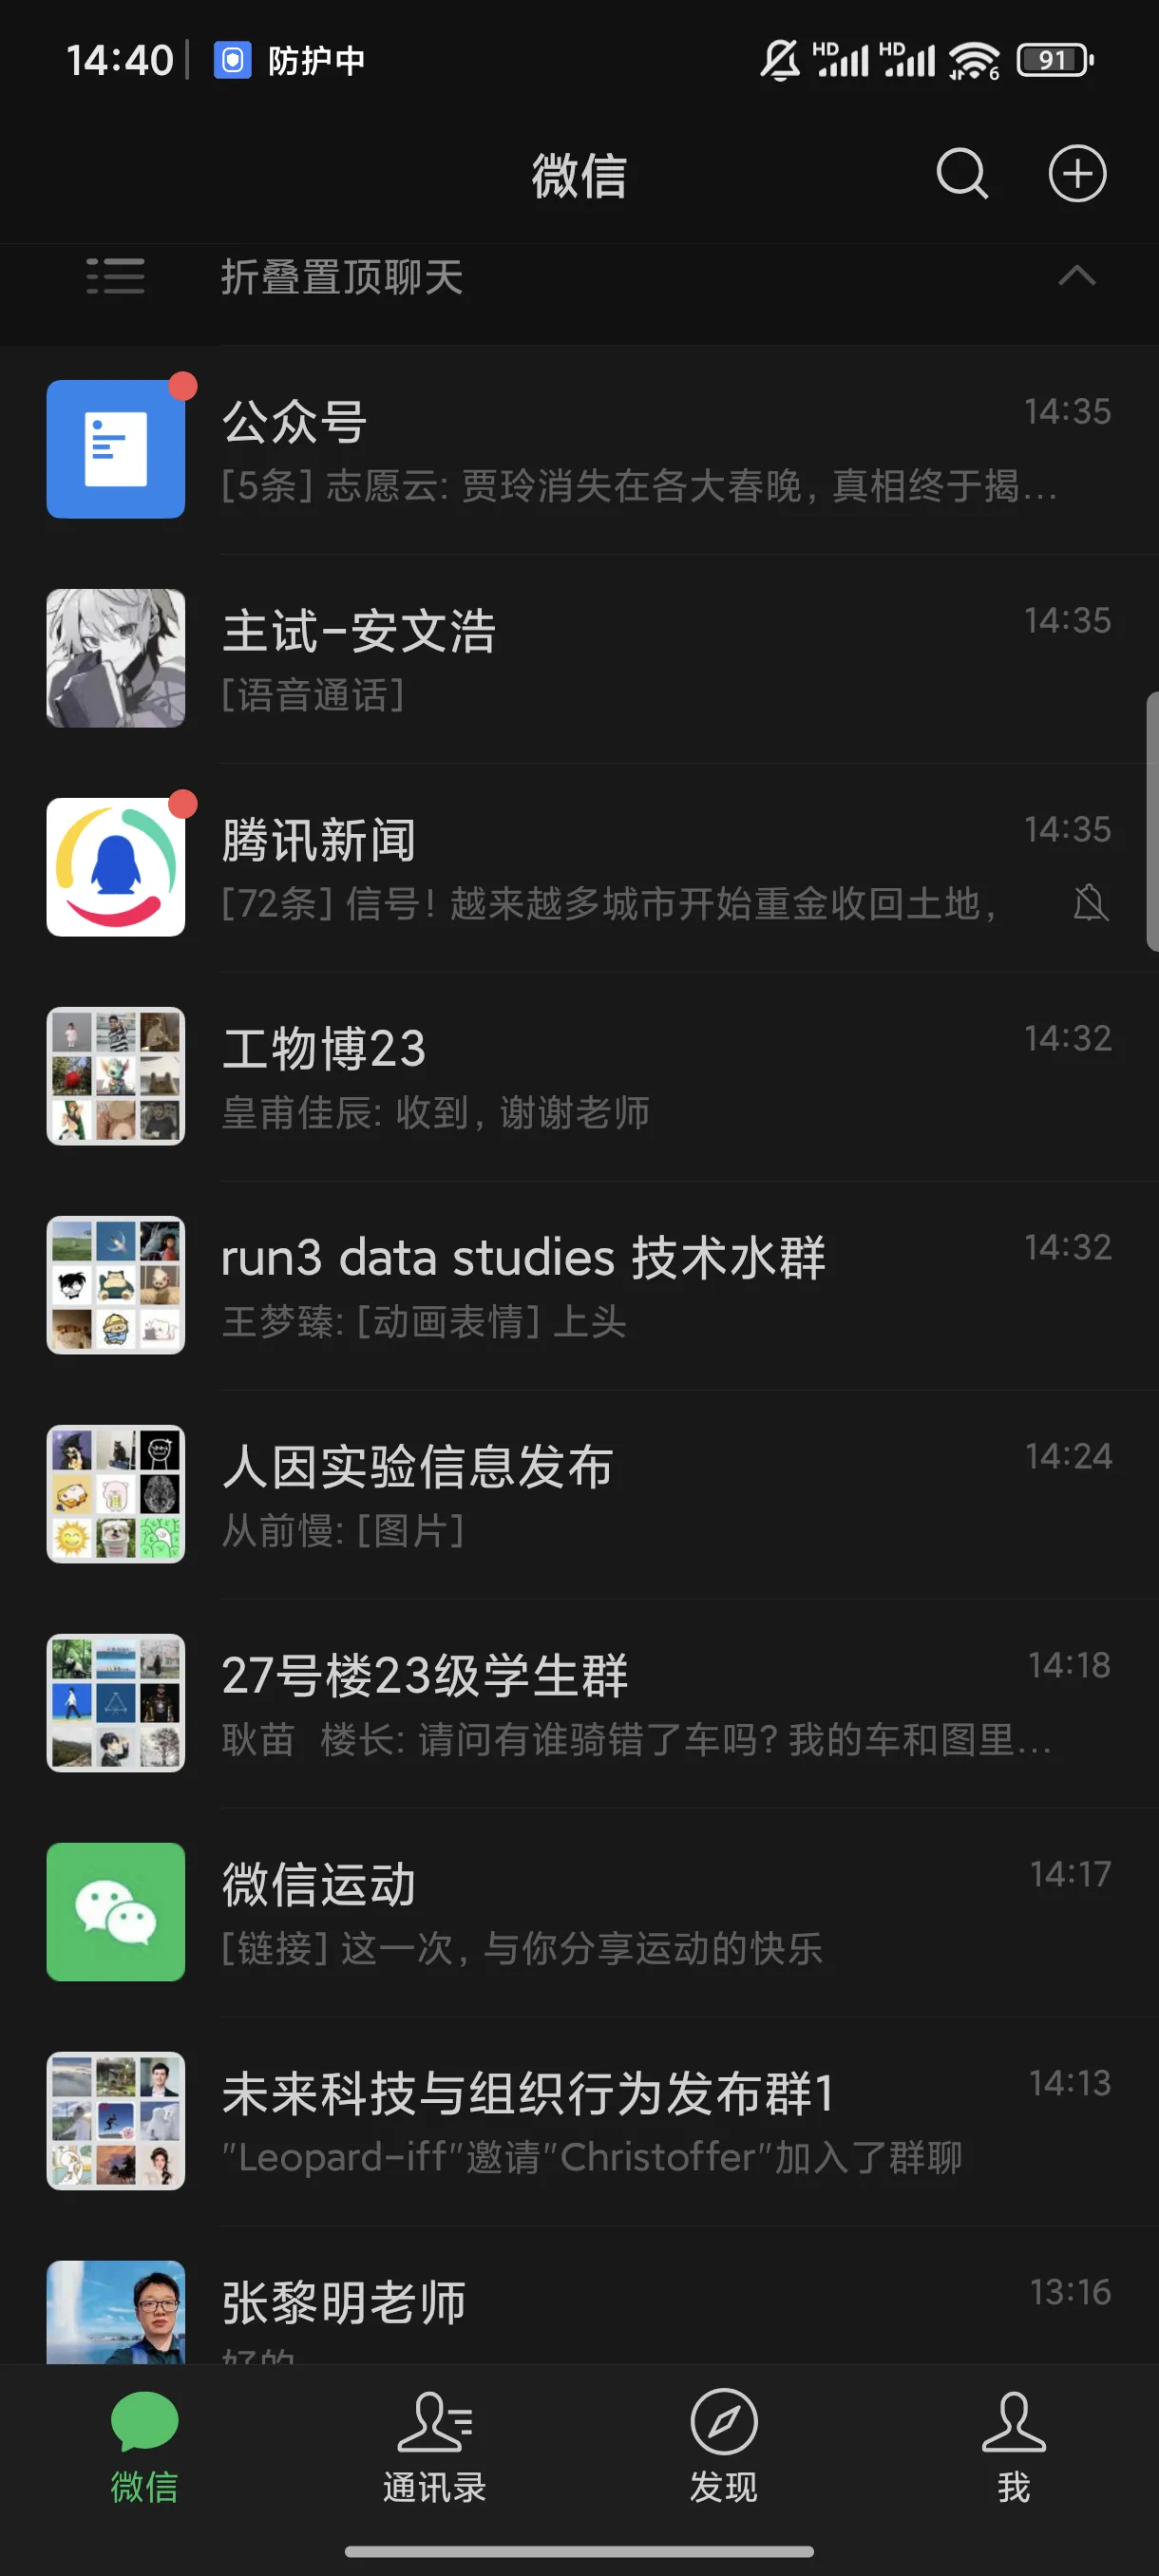 14:40
防护中
HD
HD
6
91
微信
折叠置顶聊天
公众号
14:35
[5条] 志愿云: 贾玲消失在各大春晚, 真相终于揭...
主试-安文浩
14:35
[语音通话]
腾讯新闻
14:35
[72条] 信号! 越来越多城市开始重金收回土地,
工物博23
14:32
皇甫佳辰: 收到, 谢谢老师
run3 data studies 技术水群
14:32
王梦臻: [动画表情] 上头
人因实验信息发布
14:24
从前慢: [图片]
27号楼23级学生群
14:18
耿苗 楼长: 请问有谁骑错了车吗? 我的车和图里...
微信运动
14:17
[链接] 这一次, 与你分享运动的快乐
未来科技与组织行为发布群1
14:13
"Leopard-iff"邀请"Christoffer"加入了群聊
张黎明老师
13:16
好的
微信
通讯录
发现
我